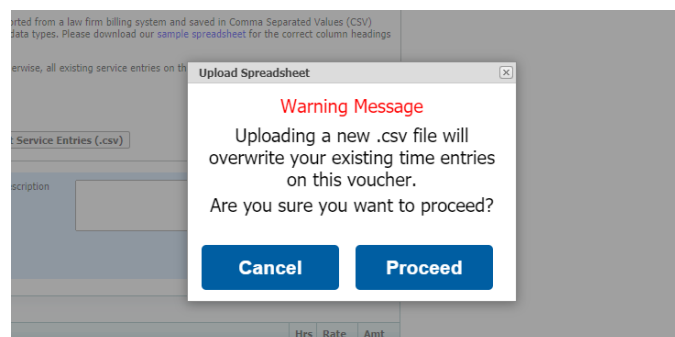 orted from a law firm billing system and saved in Comma Separated Values (CSV)
data types. Please download our sample spreadsheet for the correct column headings
erwise, all existing service entries on th
Upload Spreadsheet
Warning Message
Uploading a new .csv file will
overwrite your existing time entries
on this voucher.
Are you sure you want to proceed?
Service Entries (.csv)
scription
Cancel Proceed
Hrs Rate Amt